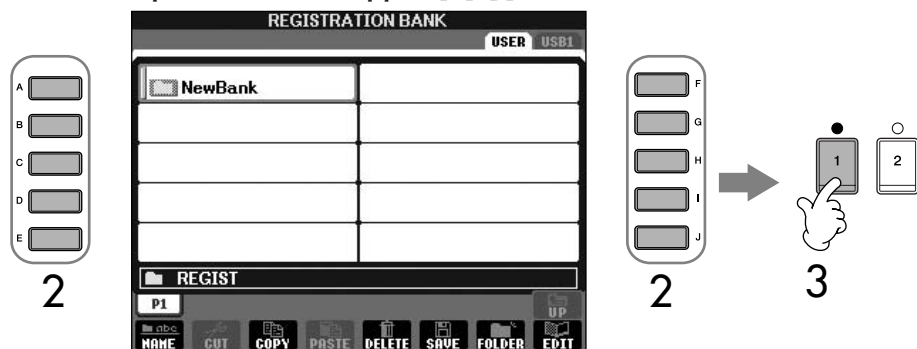 REGISTRATION BANK
USER USB1
NewBank
A
B
C
D
E
F
G
H
I
J
1 2
2
2
3
REGIST
P1
UP
abc
NAME CUT COPY PASTE DELETE SAVE FOLDER EDIT